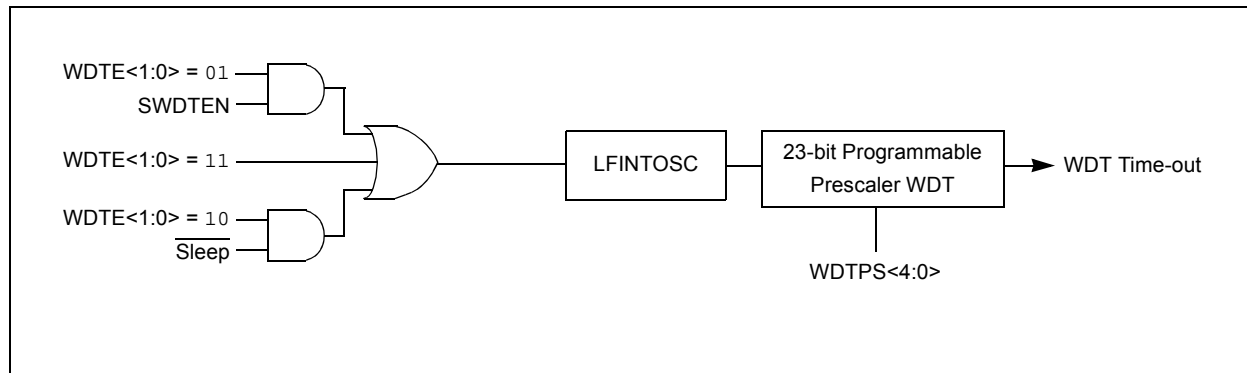 WDTE<1:0> = 01
SWDTEN
WDTE<1:0> = 11
WDTE<1:0> = 10
Sleep
LFINTOSC
23-bit Programmable
Prescaler WDT
WDT Time-out
WDTPS<4:0>